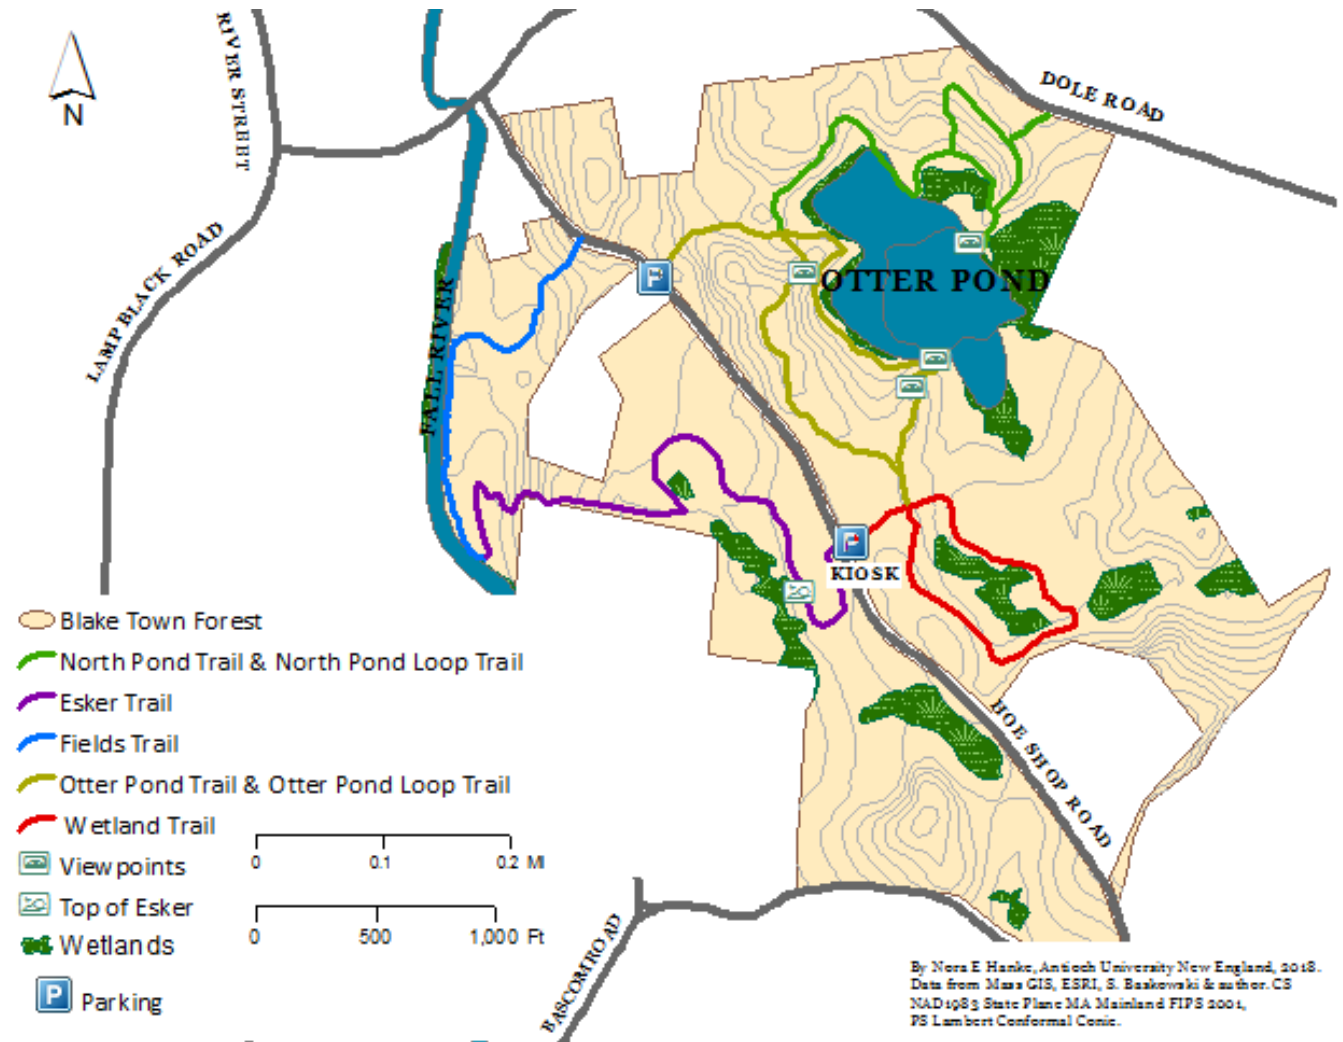 RIVER STREET
DOLE ROAD
N
LAMPBLACK ROAD
FALL RIVER
P
OTTER POND
P
KIOSK
HOE SHOP ROAD
Blake Town Forest
North Pond Trail & North Pond Loop Trail
Esker Trail
Fields Trail
Otter Pond Trail & Otter Pond Loop Trail
Wetland Trail
Viewpoints
Top of Esker
Wetlands
P Parking
0 0.1 0.2 MI
0 500 1,000 Ft
BASCOM ROAD
By Nora E Hanke, Antioch University New England, 2018.
Data from Mass GIS, ESRI, S. Baskowski & author. CS
NAD1983 State Plane MA Mainland FIPS 2001,
PS Lambert Conformal Conic.